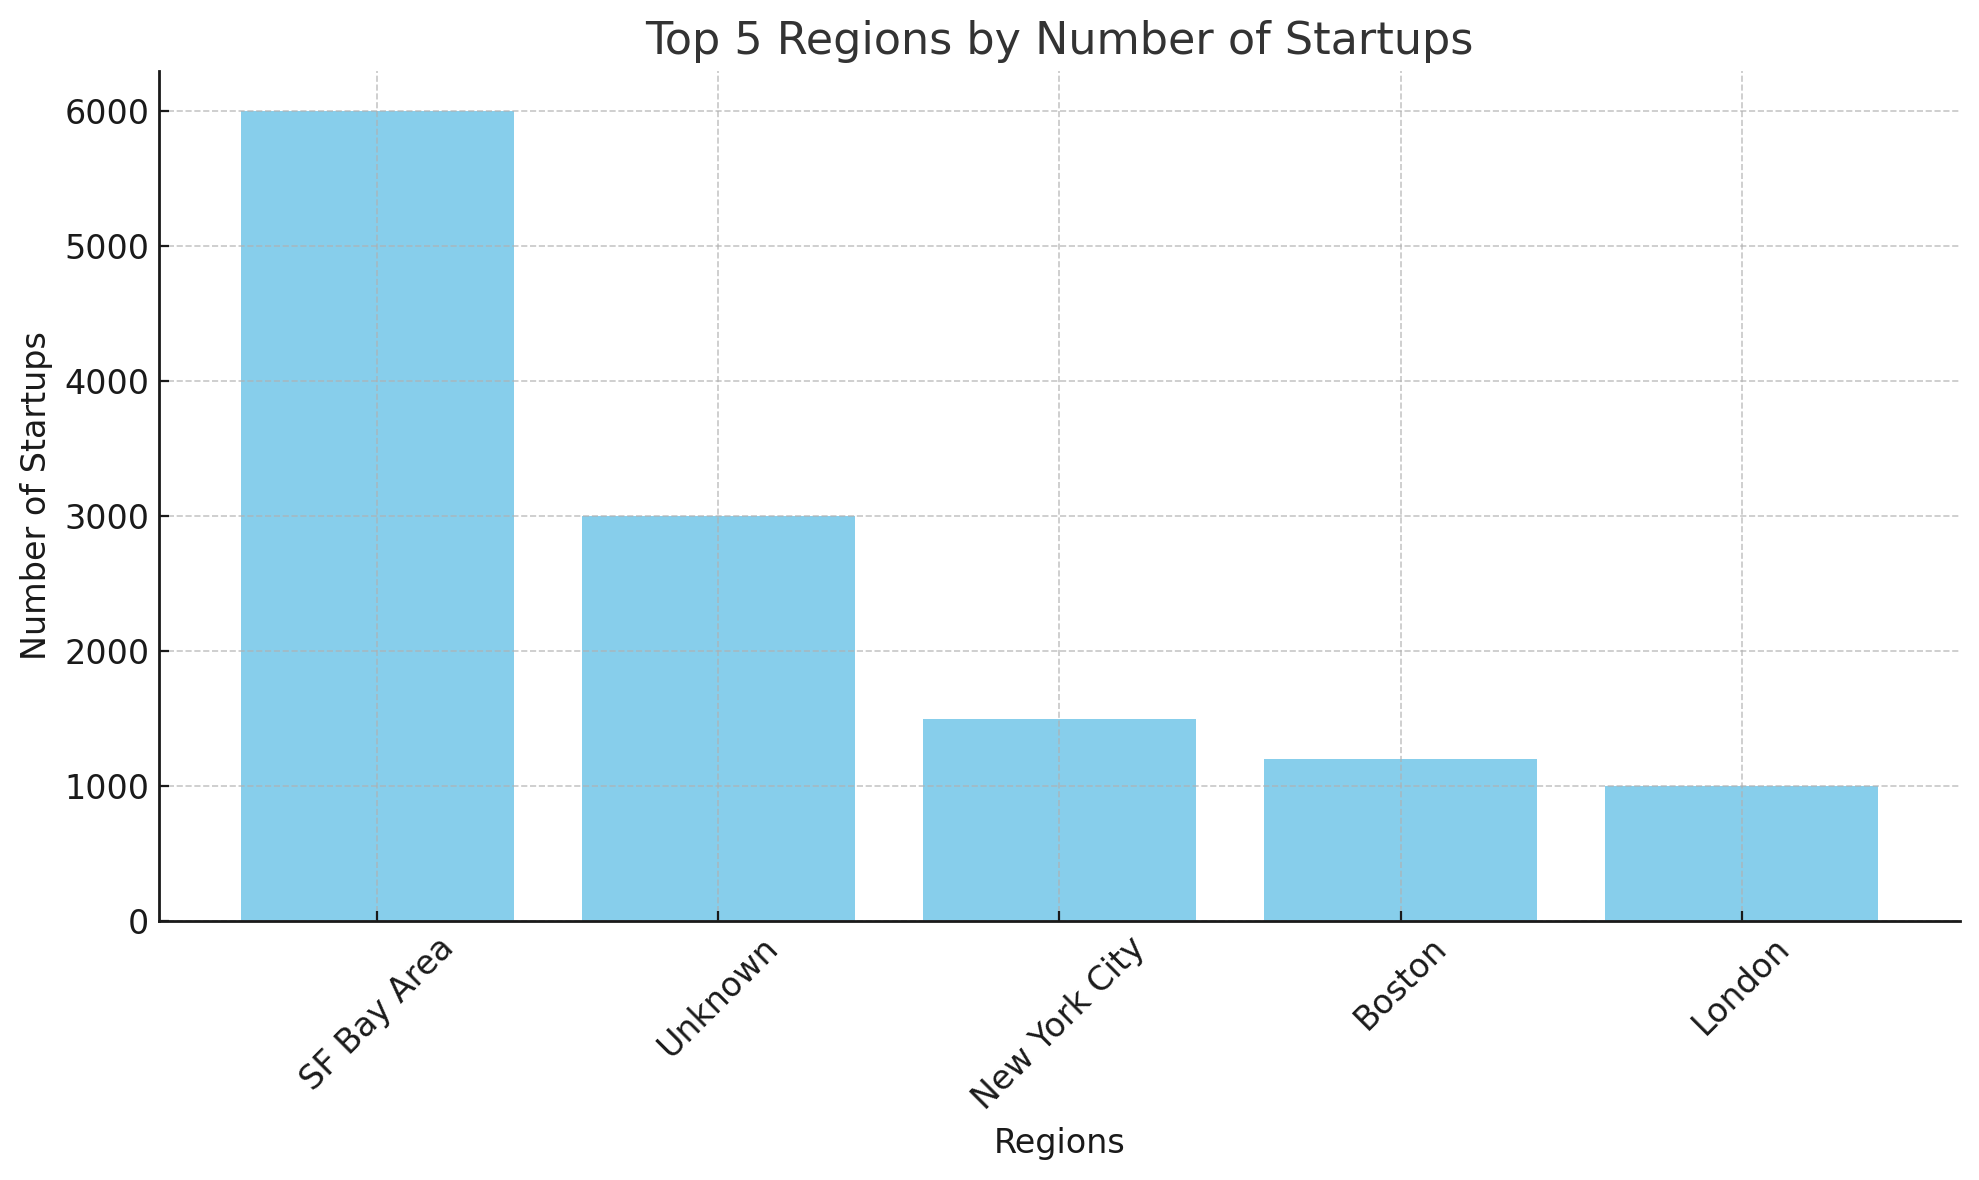 Top 5 Regions by Number of Startups
Number of Startups
6000
5000
4000
3000
2000
1000
0
SF Bay Area
Unknown
New York City
Boston
London
Regions